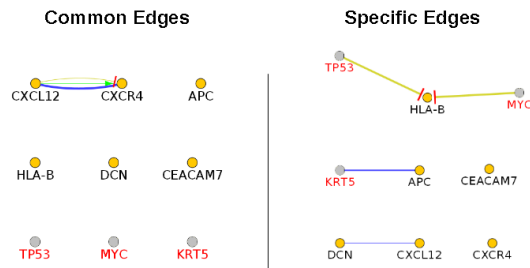 Common Edges
CXCL12 CXCR4 APC
HLA-B DCN CEACAM7
TP53 MYC KRT5
Specific Edges
TP53
HLA-B MYC
KRT5 APC CEACAM7
DCN CXCL12 CXCR4